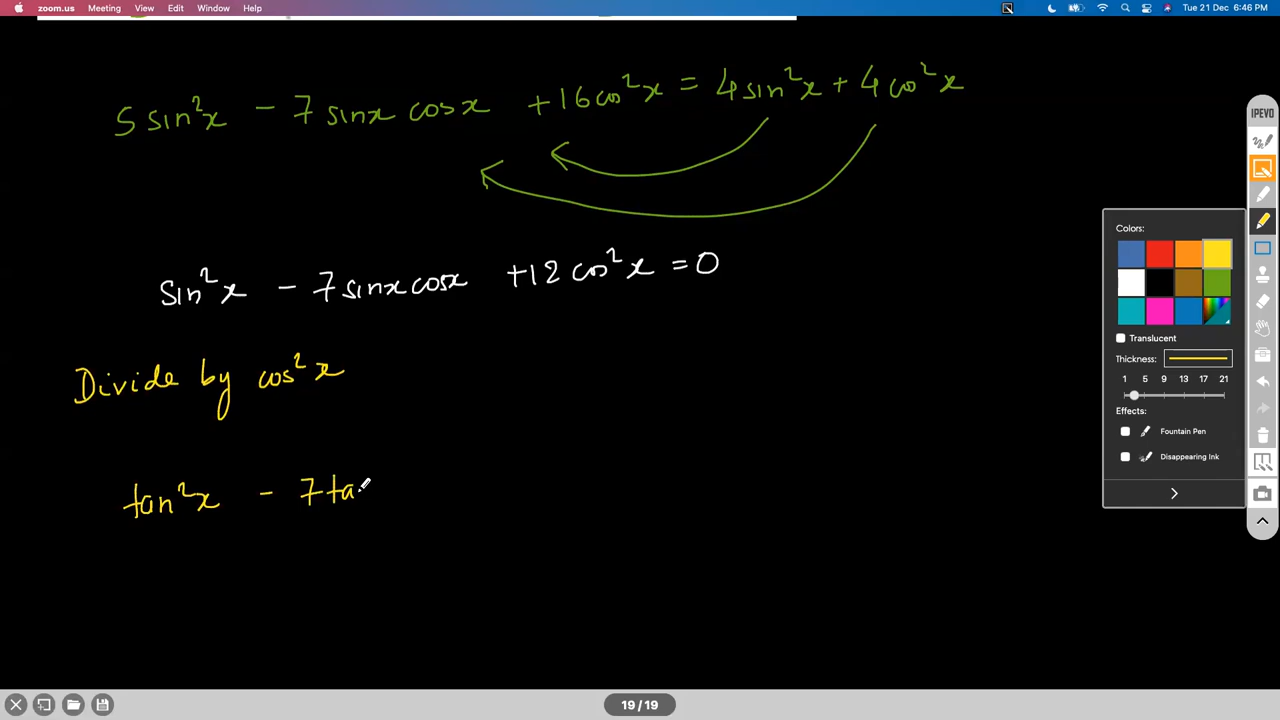 zoom.us Meeting View Edit Window Help Tue 21 Dec 6:46 PM
5 sin²x - 7 sinx cosx +16 cos²x = 4 sin²x + 4 cos²x
IPEVO
sin²x - 7 sinx cosx +12 cos²x = 0
Divide by cos²x
tan²x - 7 ta
Colors:
Translucent
Thickness:
1 5 9 13 17 21
Effects:
Fountain Pen
Disappearing Ink
19 / 19